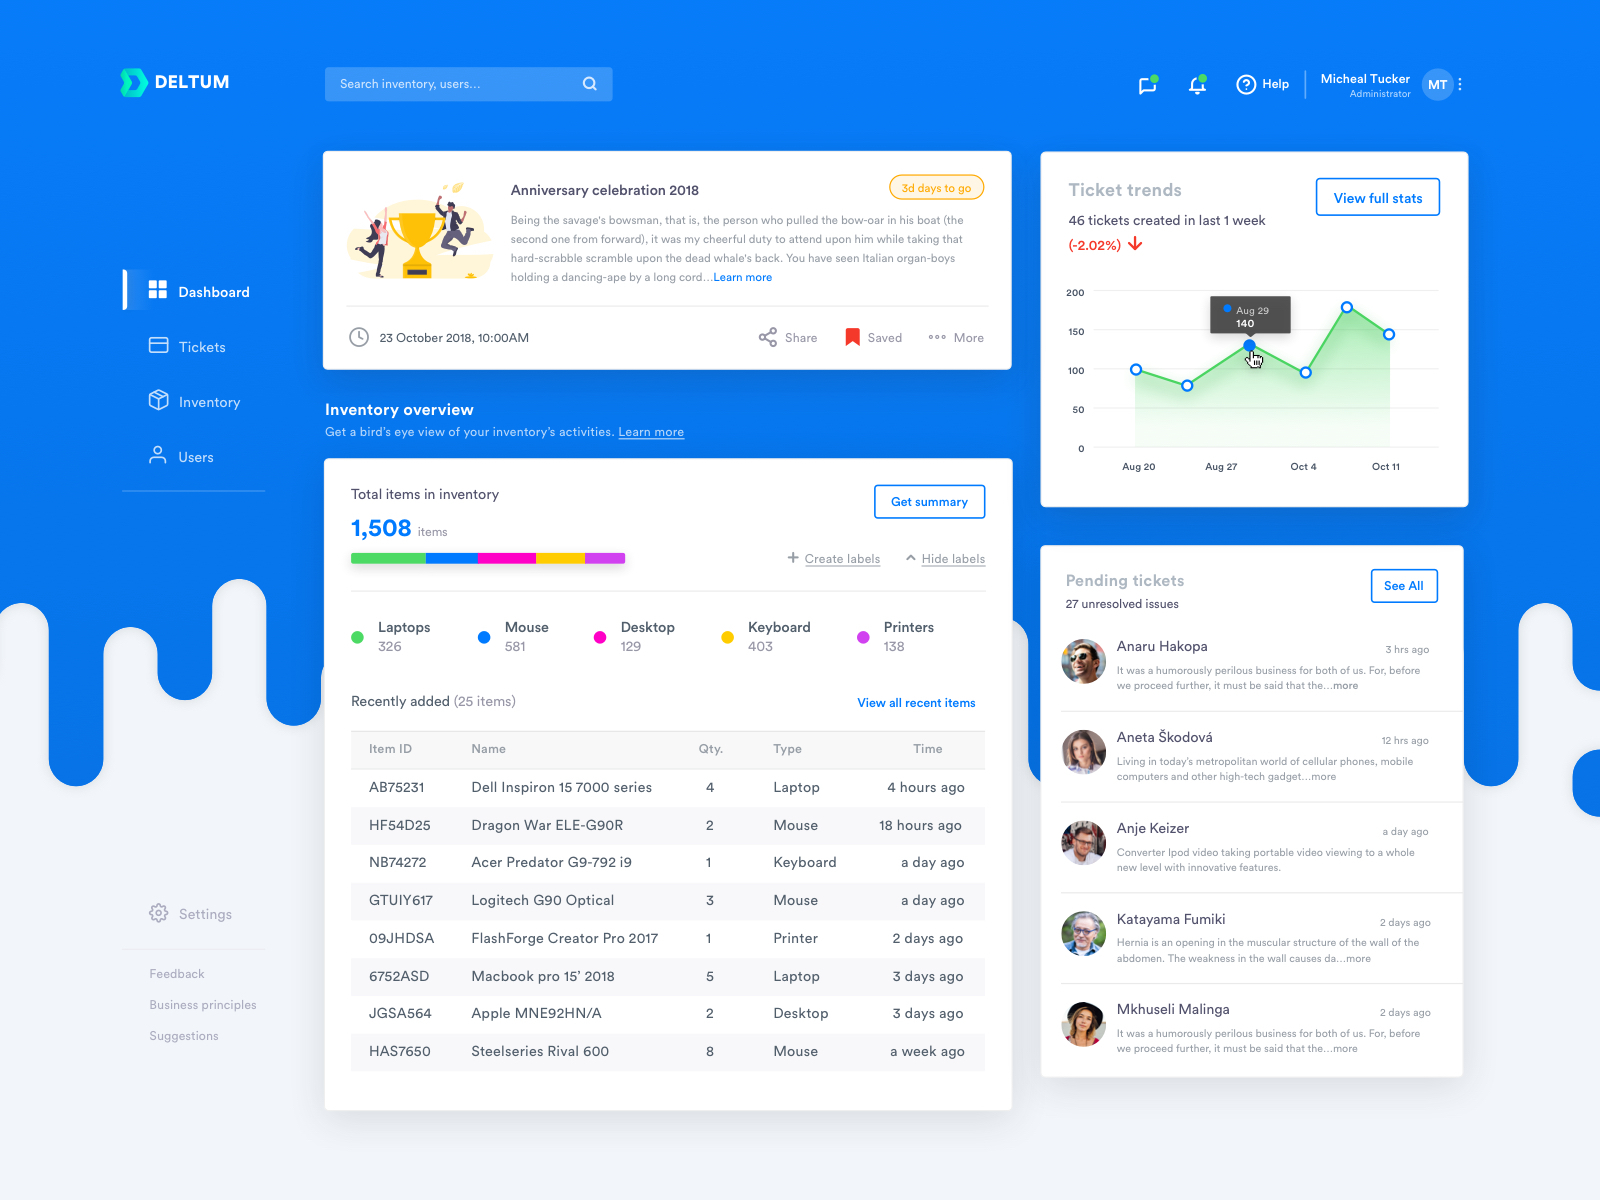 DELTUM
Search inventory, users...
Help
Micheal Tucker
Administrator
MT
Dashboard
Tickets
Inventory
Users
Settings
Feedback
Business principles
Suggestions
Anniversary celebration 2018
3d days to go
Being the savage's bowsman, that is, the person who pulled the bow-oar in his boat (the
second one from forward), it was my cheerful duty to attend upon him while taking that
hard-scrabble scramble upon the dead whale's back. You have seen Italian organ-boys
holding a dancing-ape by a long cord...Learn more
23 October 2018, 10:00AM
Share
Saved
More
Inventory overview
Get a bird's eye view of your inventory's activities. Learn more
Total items in inventory
Get summary
1,508 items
Create labels
Hide labels
Laptops
326
Mouse
581
Desktop
129
Keyboard
403
Printers
138
Recently added (25 items)
View all recent items
Item ID Name Qty. Type Time
AB75231 Dell Inspiron 15 7000 series 4 Laptop 4 hours ago
HF54D25 Dragon War ELE-G90R 2 Mouse 18 hours ago
NB74272 Acer Predator G9-792 i9 1 Keyboard a day ago
GTUIY617 Logitech G90 Optical 3 Mouse a day ago
09JHDSA FlashForge Creator Pro 2017 1 Printer 2 days ago
6752ASD Macbook pro 15’ 2018 5 Laptop 3 days ago
JGSA564 Apple MNE92HN/A 2 Desktop 3 days ago
HAS7650 Steelseries Rival 600 8 Mouse a week ago
Ticket trends
View full stats
46 tickets created in last 1 week
(-2.02%)
200
150
100
50
0
Aug 29
140
Aug 20 Aug 27 Oct 4 Oct 11
Pending tickets
See All
27 unresolved issues
Anaru Hakopa
3 hrs ago
It was a humorously perilous business for both of us. For, before
we proceed further, it must be said that the...more
Aneta Škodová
12 hrs ago
Living in today's metropolitan world of cellular phones, mobile
computers and other high-tech gadget...more
Anje Keizer
a day ago
Converter Ipod video taking portable video viewing to a whole
new level with innovative features.
Katayama Fumiki
2 days ago
Hernia is an opening in the muscular structure of the wall of the
abdomen. The weakness in the wall causes da...more
Mkhuseli Malinga
2 days ago
It was a humorously perilous business for both of us. For, before
we proceed further, it must be said that the...more